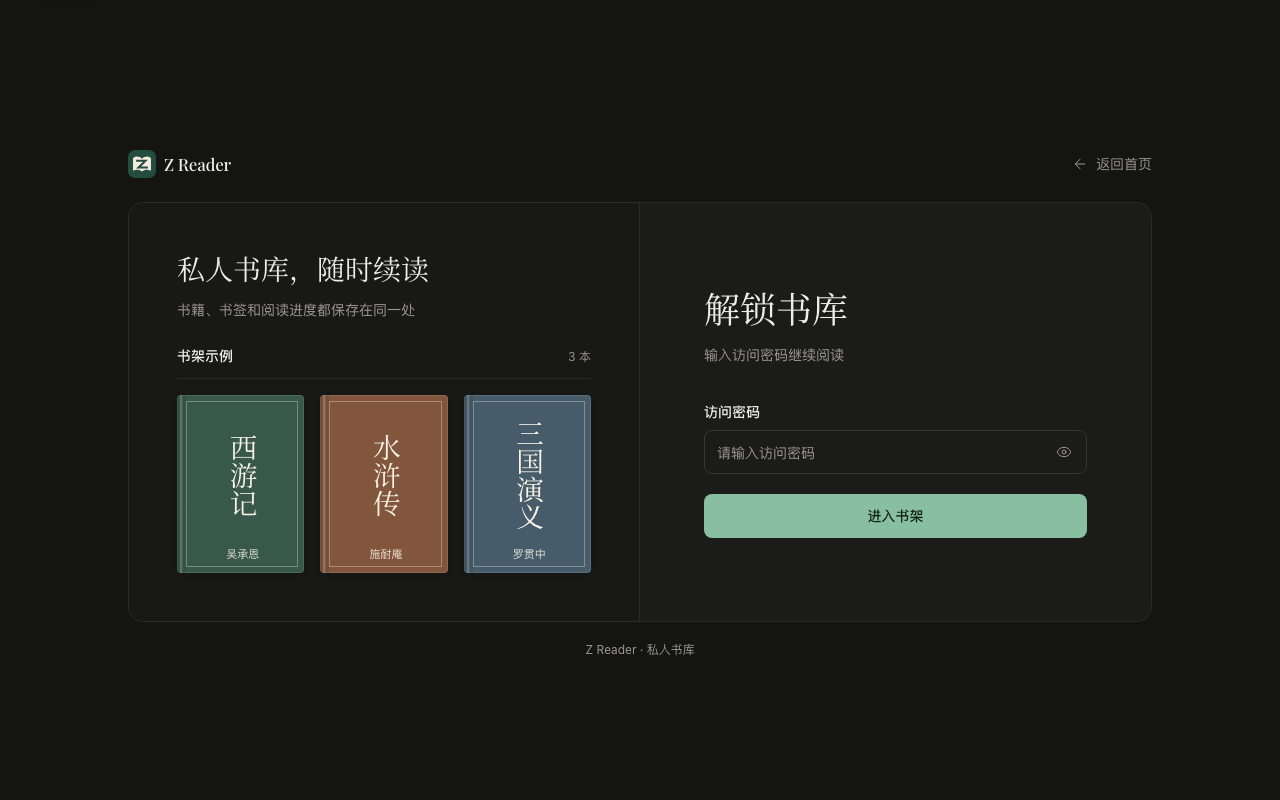 Z Reader
返回首页
私人书库，随时续读
书籍、书签和阅读进度都保存在同一处
书架示例
3 本
西游记
吴承恩
水浒传
施耐庵
三国演义
罗贯中
解锁书库
输入访问密码继续阅读
访问密码
请输入访问密码
进入书架
Z Reader · 私人书库